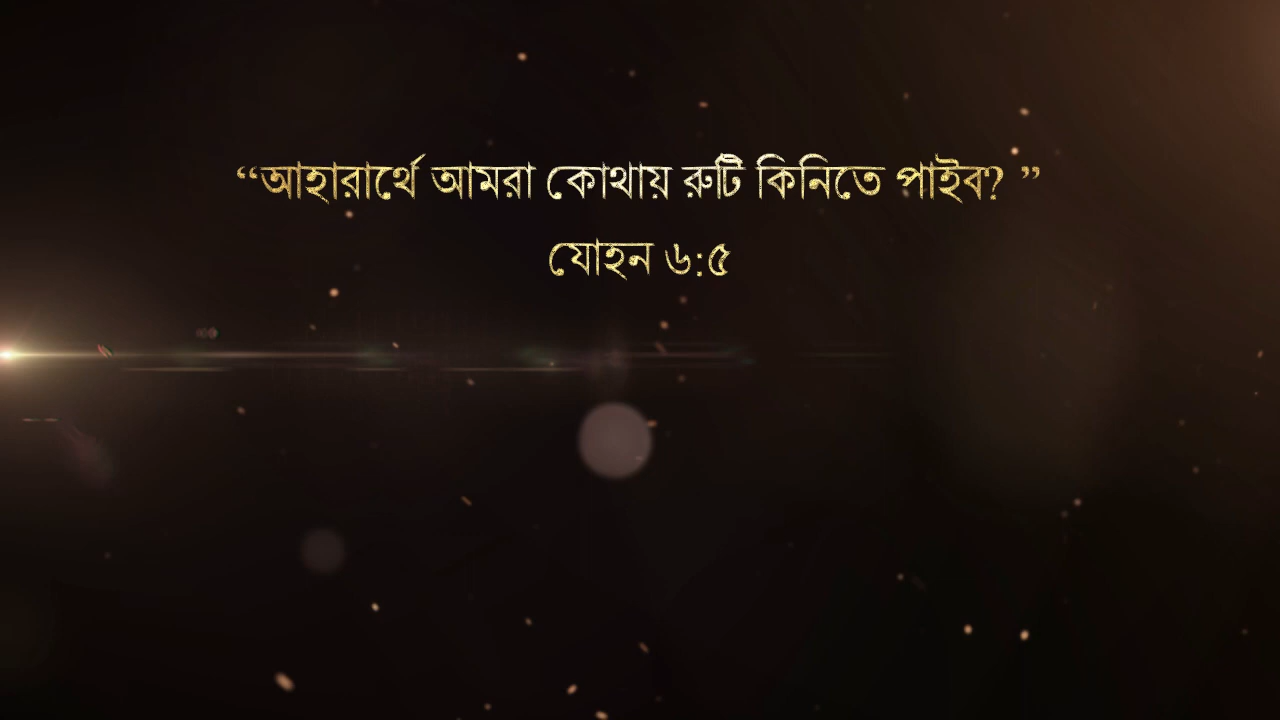 “আহারার্থে আমরা কোথায় রুটি কিনিতে পাইব? ”
যোহন ৬:৫